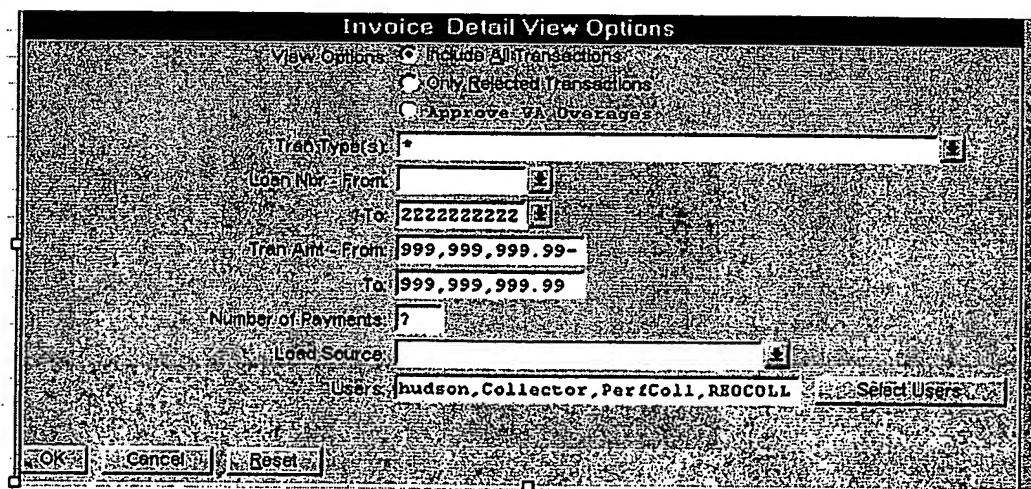 Invoice Detail View Options
View Options: Include All Transactions
Only Rejected Transactions
Approve VA Overages
Tran Type(s): *
Loan Nbr - From:
To: ZZZZZZZZZZ
Tran Amt - From: 999,999,999.99-
To: 999,999,999.99
Number of Payments: ?
Load Source:
Users: hudson,Collector,PerfColl,REOCOLL Select Users
OK Cancel Reset